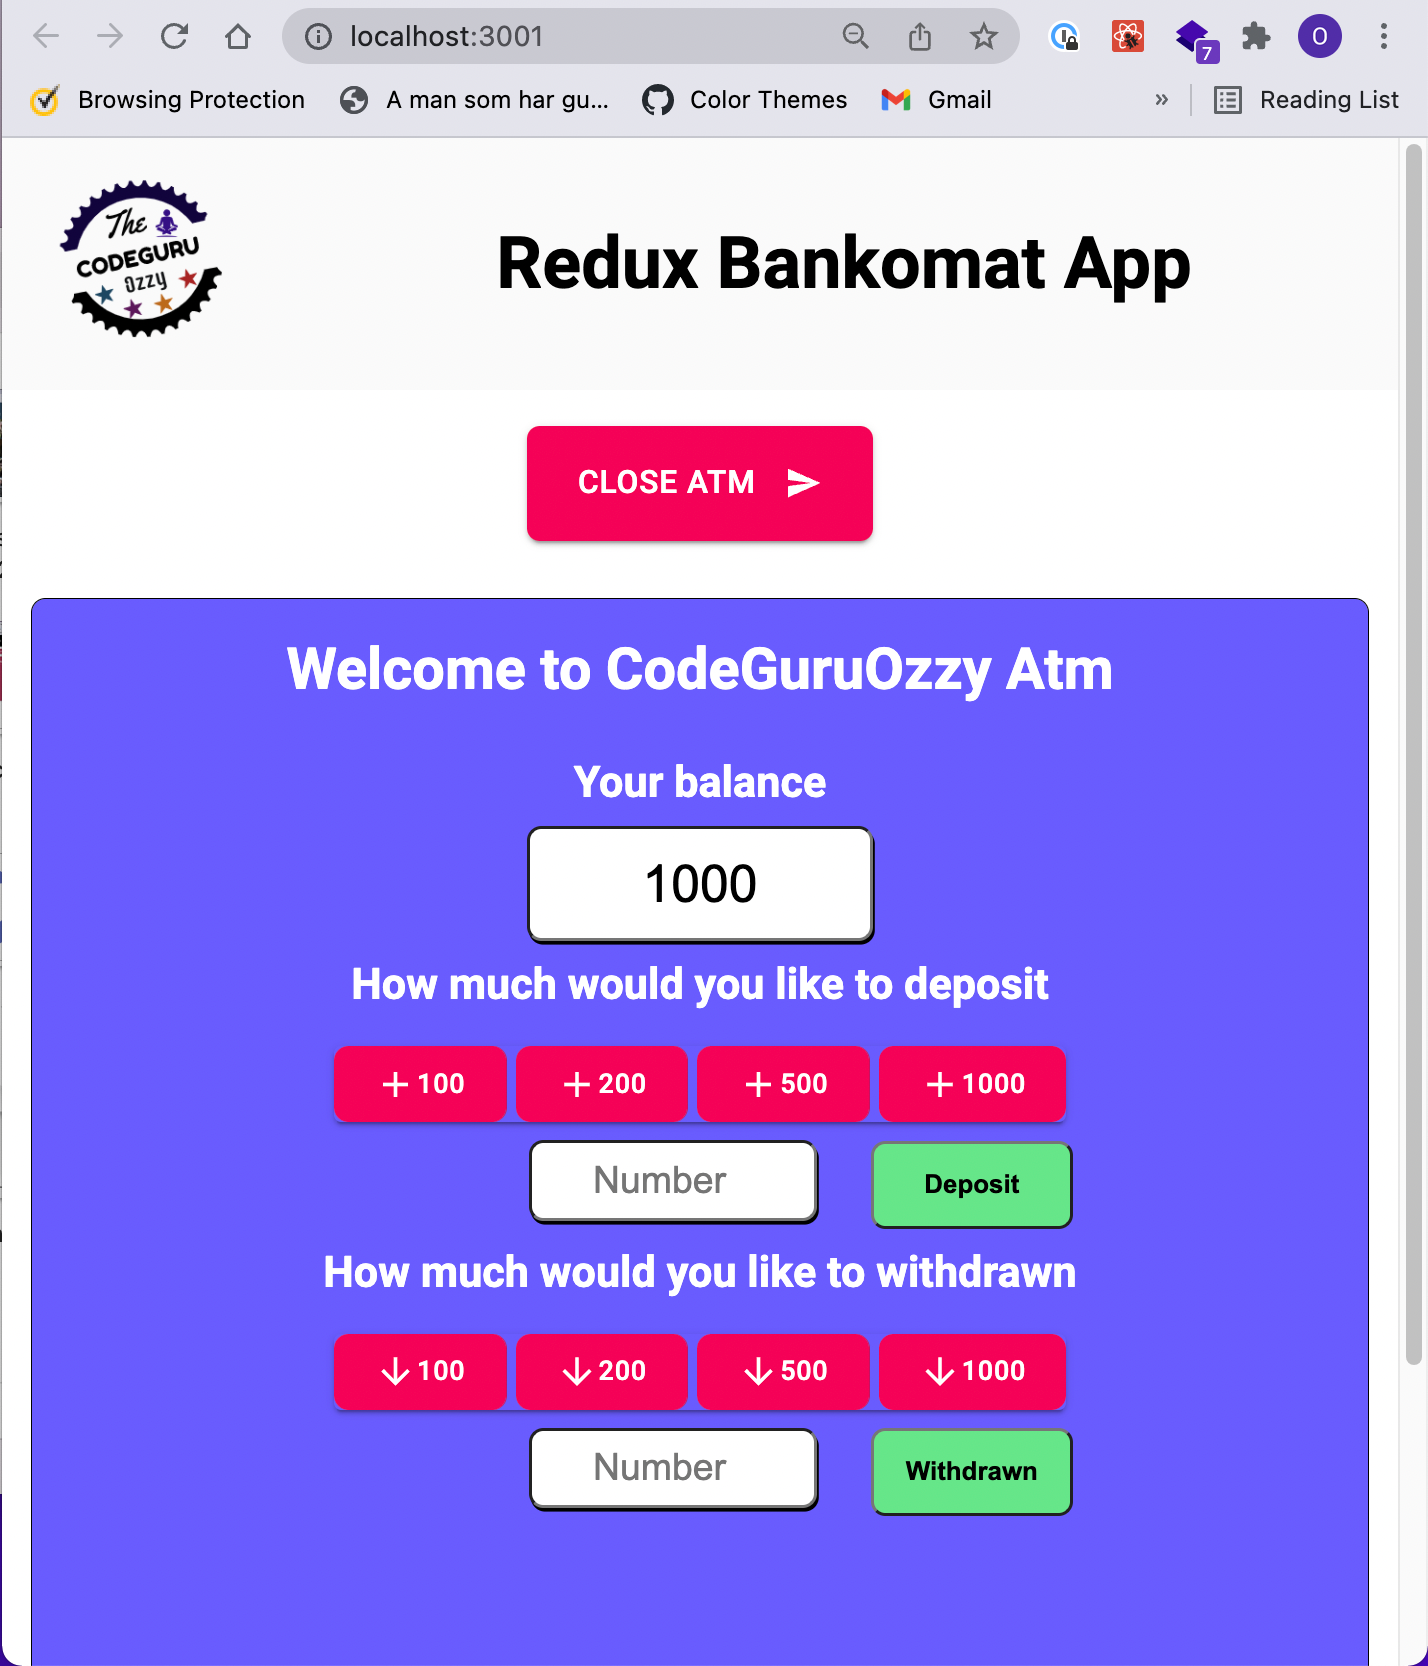 localhost:3001
O
7
Browsing Protection
A man som har gu...
Color Themes
Gmail
»
Reading List
The
CODEGURU
Ozzy
Redux Bankomat App
CLOSE ATM
Welcome to CodeGuruOzzy Atm
Your balance
1000
How much would you like to deposit
+ 100 + 200 + 500 + 1000
Number Deposit
How much would you like to withdrawn
↓ 100 ↓ 200 ↓ 500 ↓ 1000
Number Withdrawn